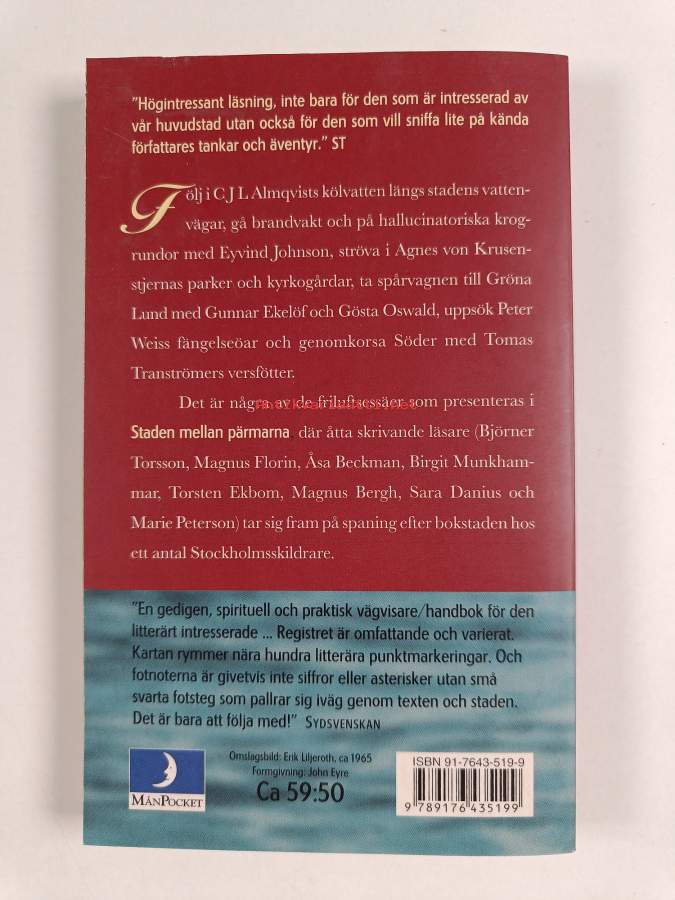 "Högintressant läsning, inte bara för den som är intresserad av
vår huvudstad utan också för den som vill sniffa lite på kända
författares tankar och äventyr." ST
Följ i C J L Almqvists kölvatten längs stadens vatten-
vägar, gå brandvakt och på hallucinatoriska krog-
rundor med Eyvind Johnson, ströva i Agnes von Krusen-
stjernas parker och kyrkogårdar, ta spårvagnen till Gröna
Lund med Gunnar Ekelöf och Gösta Oswald, uppsök Peter
Weiss fängelseöar och genomkorsa Söder med Tomas
Tranströmers versfötter.
Det är några av de friluftsessäer som presenteras i
Staden mellan pärmarna där åtta skrivande läsare (Björner
Torsson, Magnus Florin, Åsa Beckman, Birgit Munkham-
mar, Torsten Ekbom, Magnus Bergh, Sara Danius och
Marie Peterson) tar sig fram på spaning efter bokstaden hos
ett antal Stockholmsskildrare.
"En gedigen, spirituell och praktisk vägvisare/handbok för den
litterärt intresserade ... Registret är omfattande och varierat.
Kartan rymmer nära hundra litterära punktmarkeringar. Och
fotnoterna är givetvis inte siffror eller asterisker utan små
svarta fotsteg som pallrar sig iväg genom texten och staden.
Det är bara att följa med!" SYDSVENSKAN
MÅNPOCKET
Omslagsbild: Erik Liljeroth, ca 1965
Formgivning: John Eyre
Ca 59:50
ISBN 91-7643-519-9
9 789176 435199